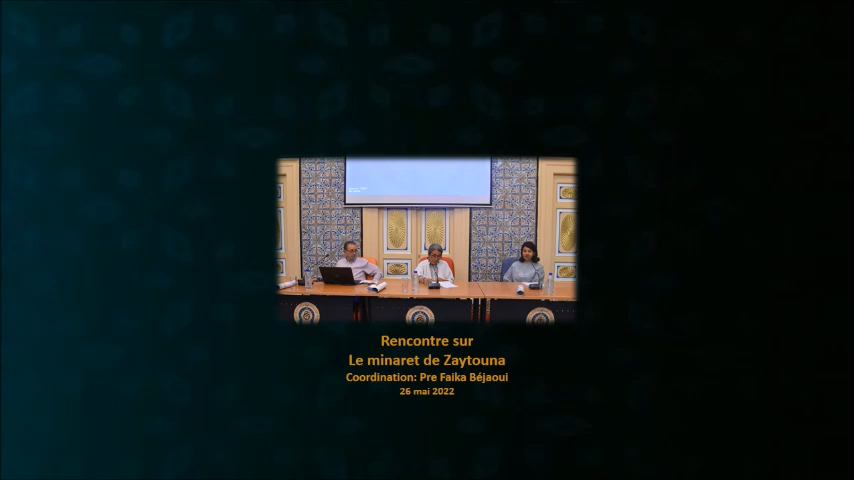 Rencontre sur
Le minaret de Zaytouna
Coordination: Pre Faika Béjaoui
26 mai 2022